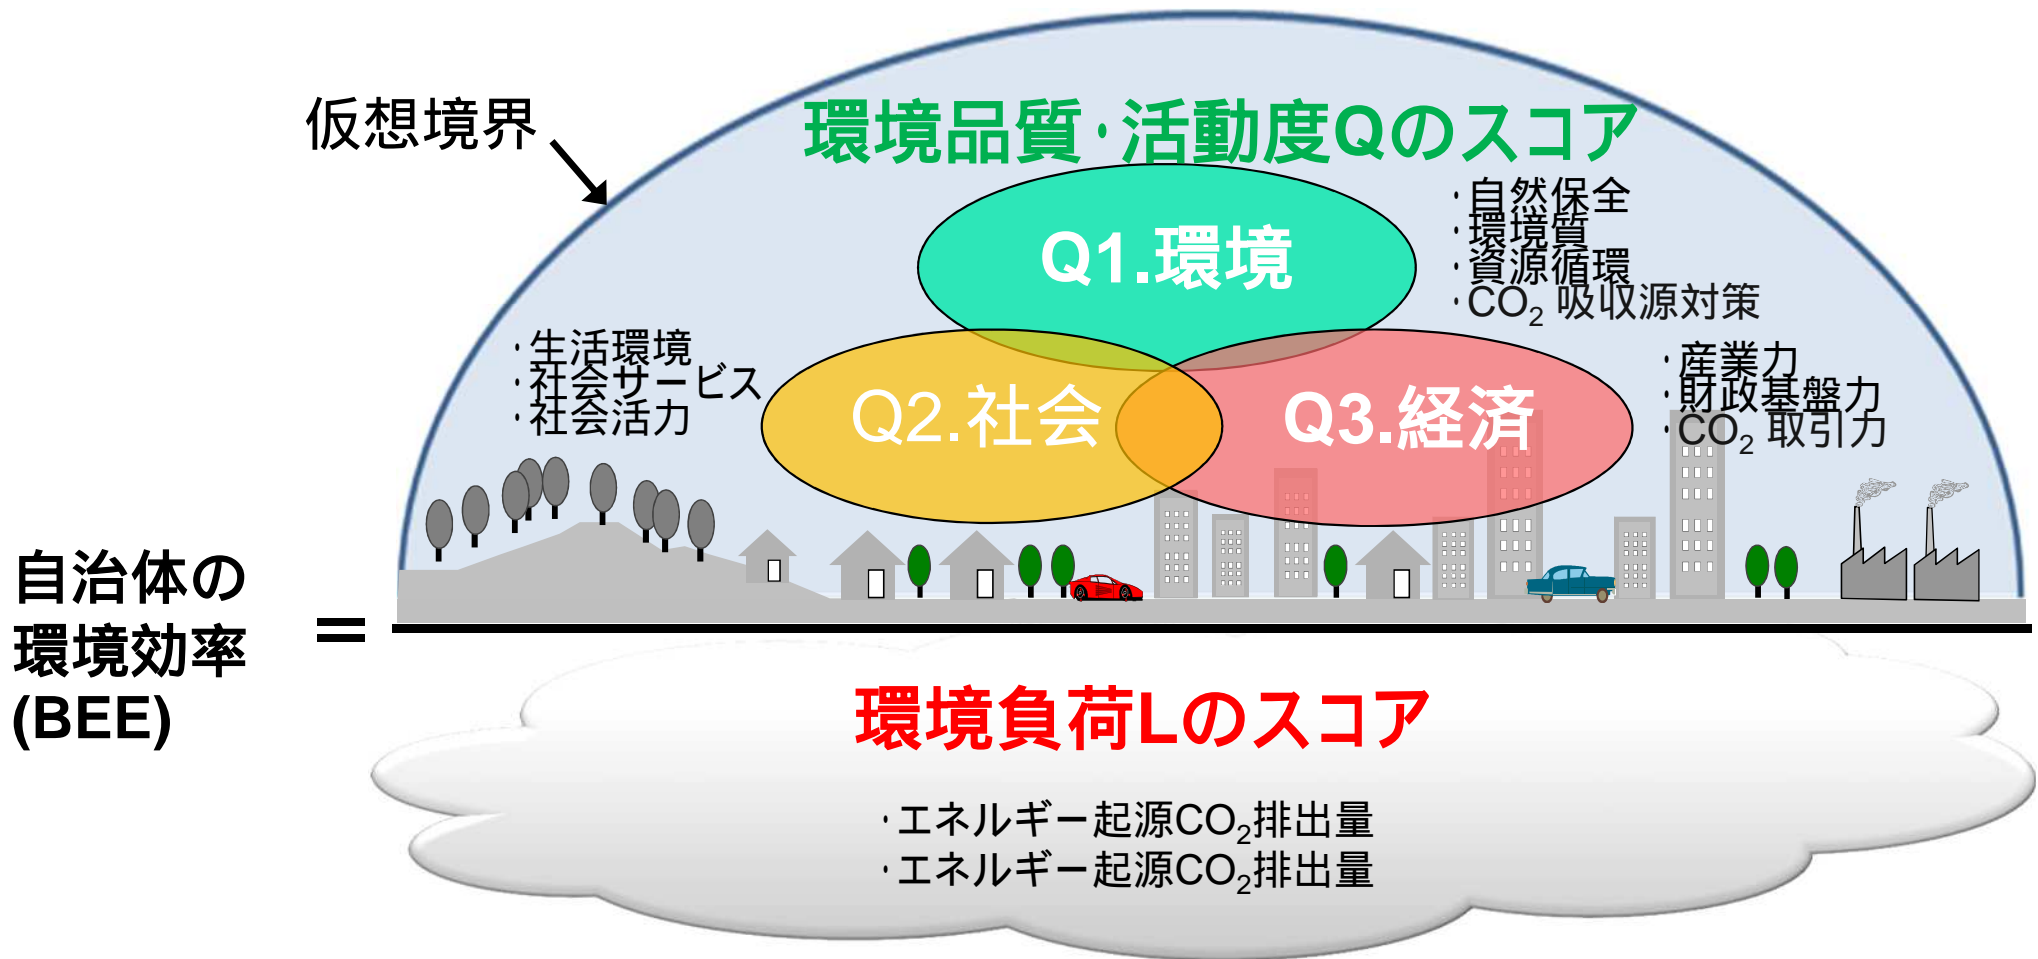 仮想境界
環境品質・活動度Qのスコア
Q1.環境
・自然保全
・環境質
・資源循環
・CO₂ 吸収源対策
・生活環境
・社会サービス
・社会活力
Q2.社会
Q3.経済
・産業力
・財政基盤力
・CO₂ 取引力
自治体の
環境効率
(BEE)
=
環境負荷Lのスコア
・エネルギー起源CO₂排出量
・エネルギー起源CO₂排出量